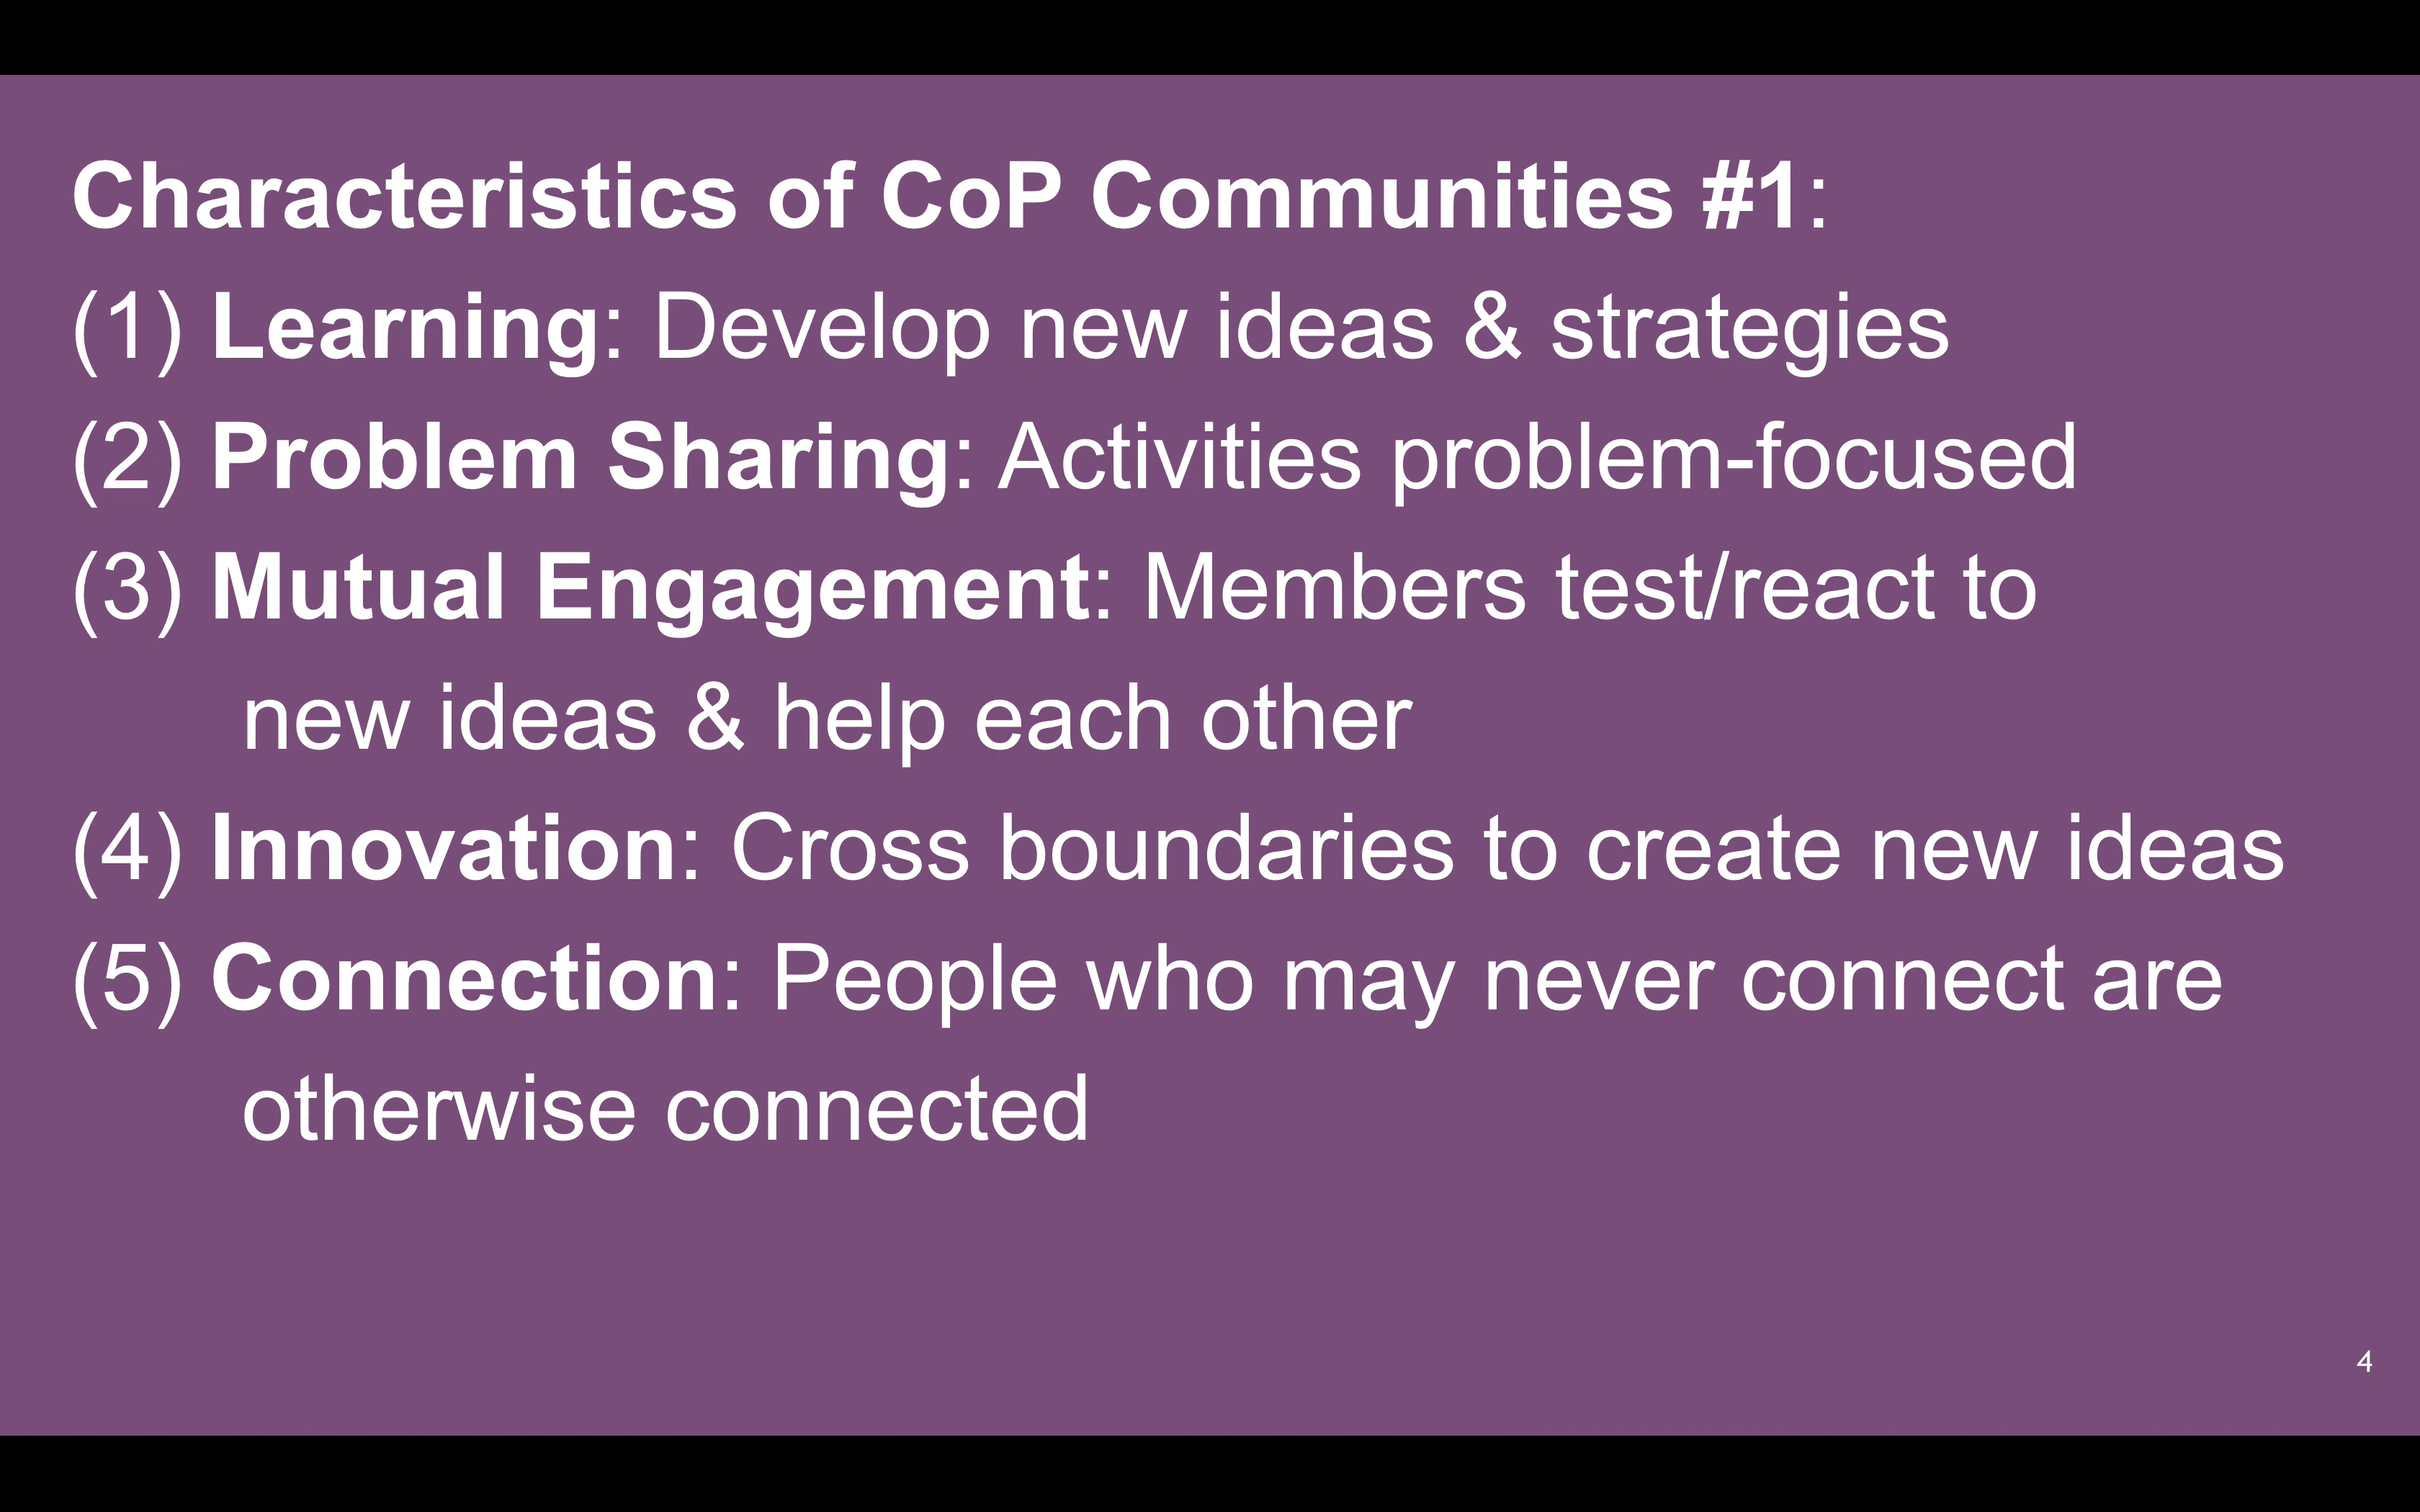 Characteristics of CoP Communities #1:
(1) Learning: Develop new ideas & strategies
(2) Problem Sharing: Activities problem-focused
(3) Mutual Engagement: Members test/react to
new ideas & help each other
(4) Innovation: Cross boundaries to create new ideas
(5) Connection: People who may never connect are
otherwise connected
4